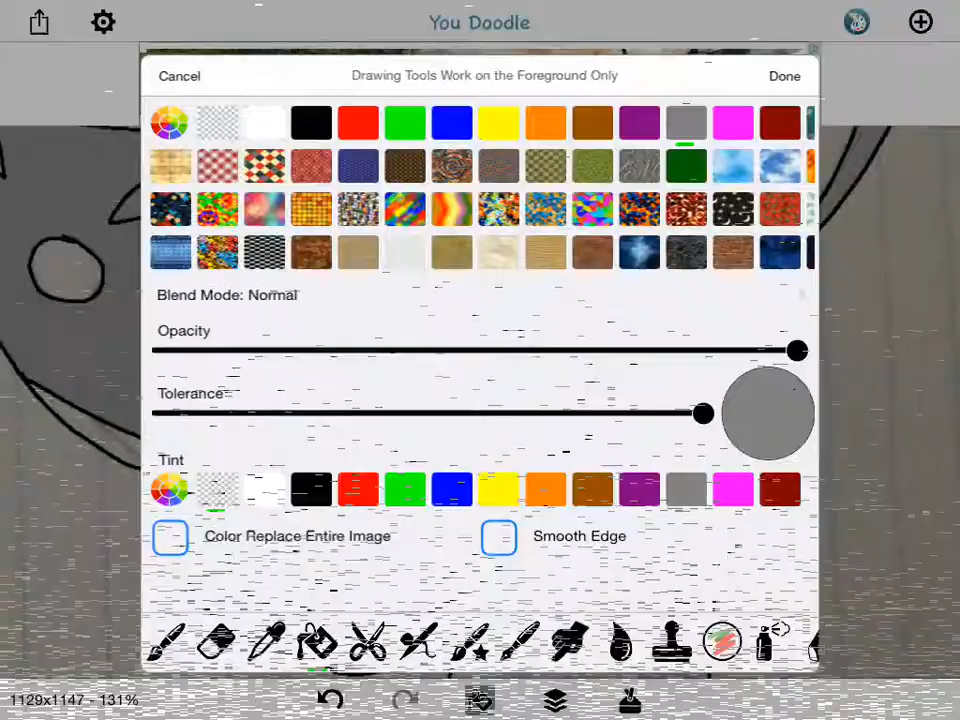 You Doodle
Cancel
Drawing Tools Work on the Foreground Only
Done
Blend Mode: Normal
Opacity
Tolerance
Tint
Color Replace Entire Image
Smooth Edge
1129x1147 - 131%